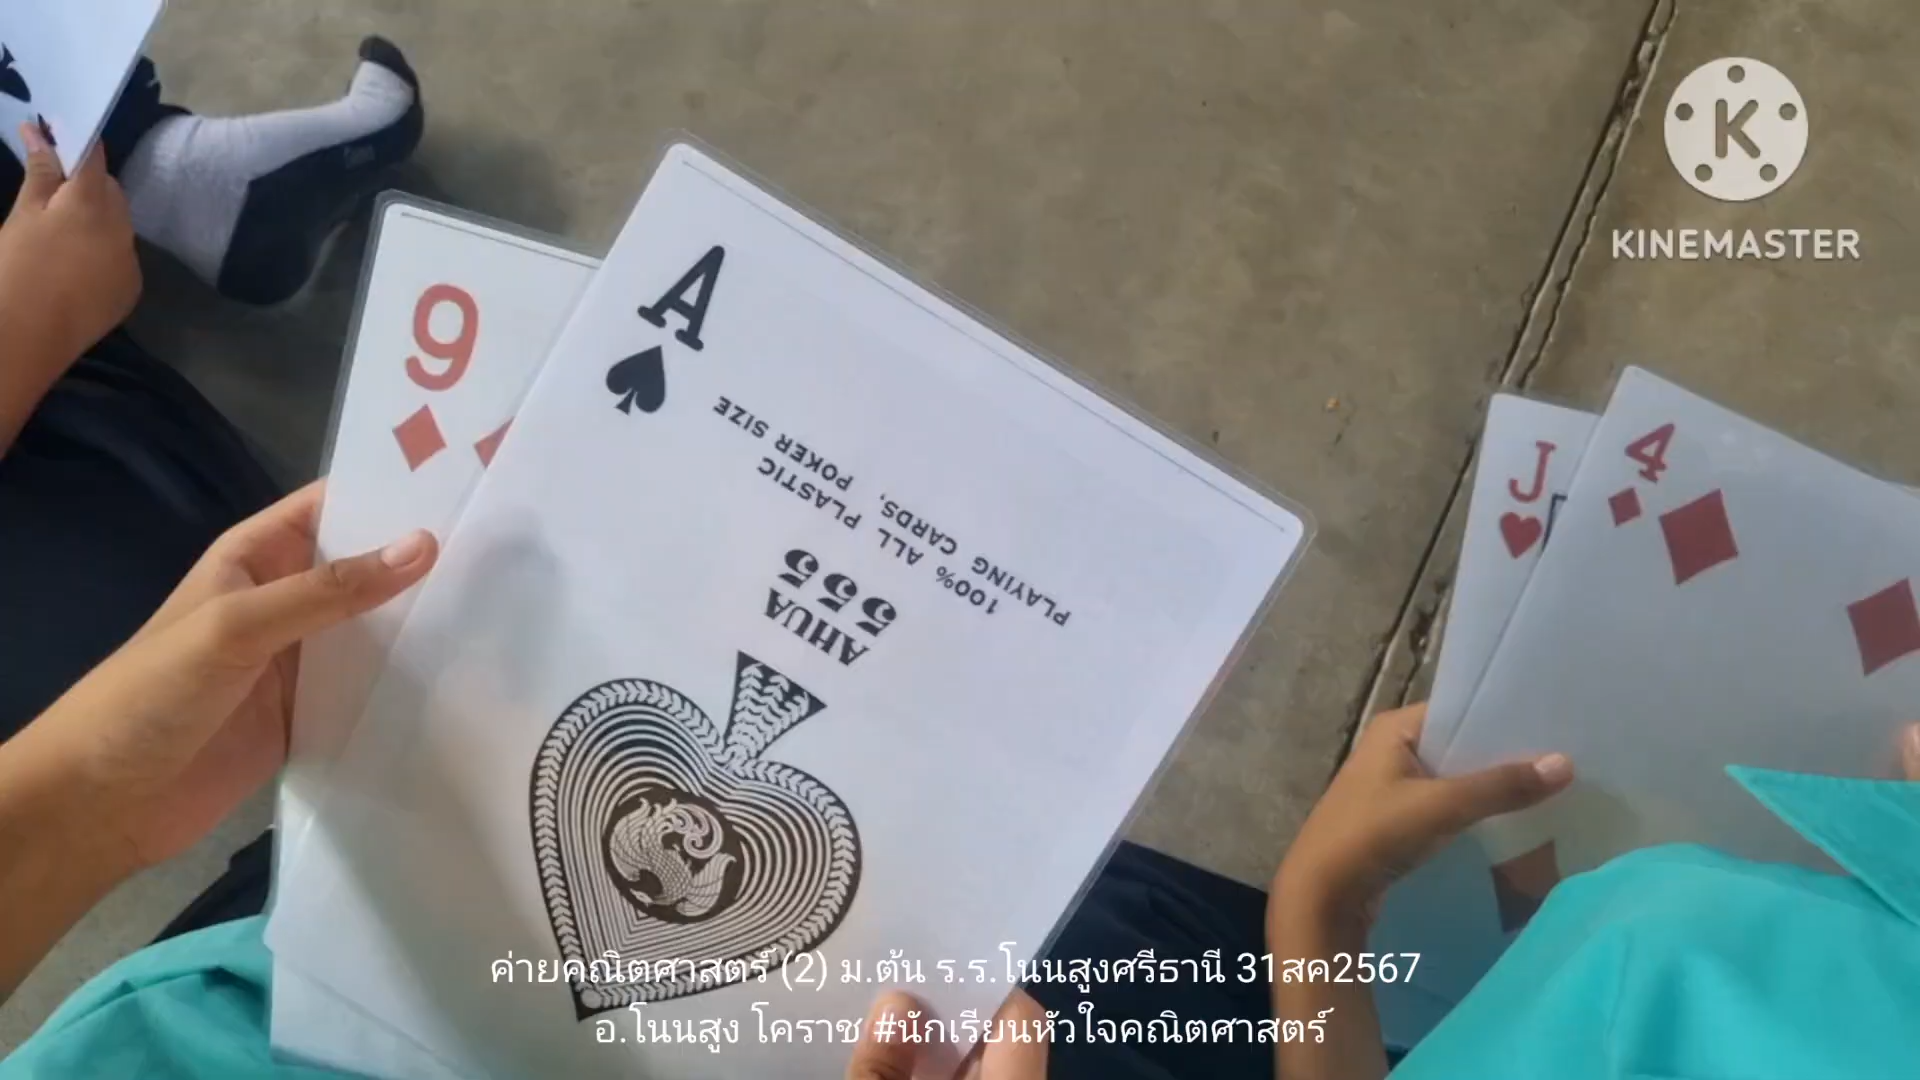 K
KINEMASTER
9
A
J
4
PLAYING CARDS, POKER SIZE
100% ALL PLASTIC
555
AHUA
ค่ายคณิตศาสตร์ (2) ม.ต้น ร.ร.โนนสูงศรีธานี 31สค2567
อ.โนนสูง โคราช #นักเรียนหัวใจคณิตศาสตร์